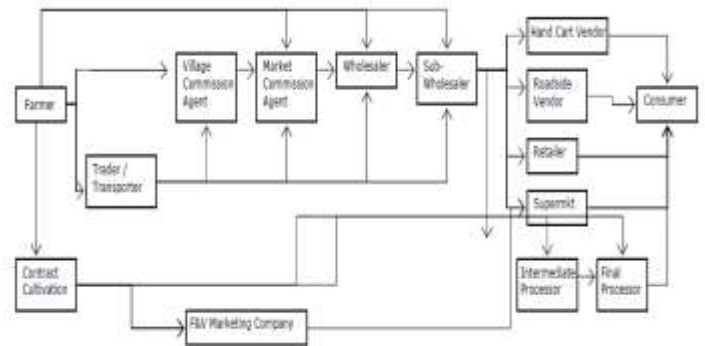 Hand Cart Vendor
Village
Commission
Agent
Market
Commission
Agent
Wholesaler
Sub-
Wholesaler
Roadside
Vendor
Consumer
Farmer
Trader /
Transporter
Retailer
Supermkt
Contract
Cultivation
Intermediate
Processor
Final
Processor
F&V Marketing Company